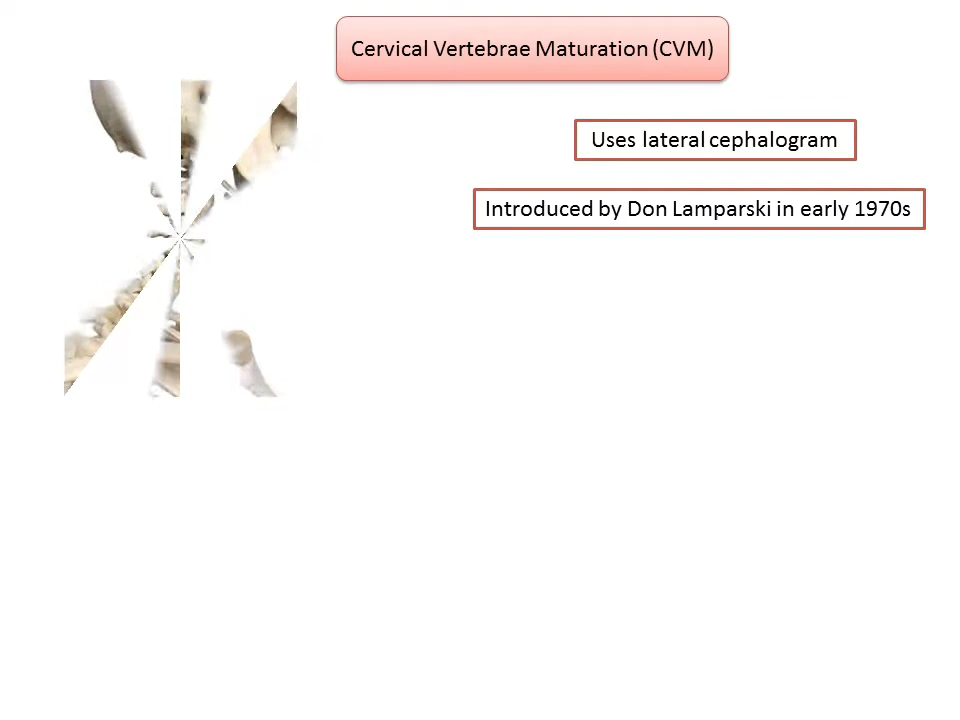 Cervical Vertebrae Maturation (CVM)
Uses lateral cephalogram
Introduced by Don Lamparski in early 1970s